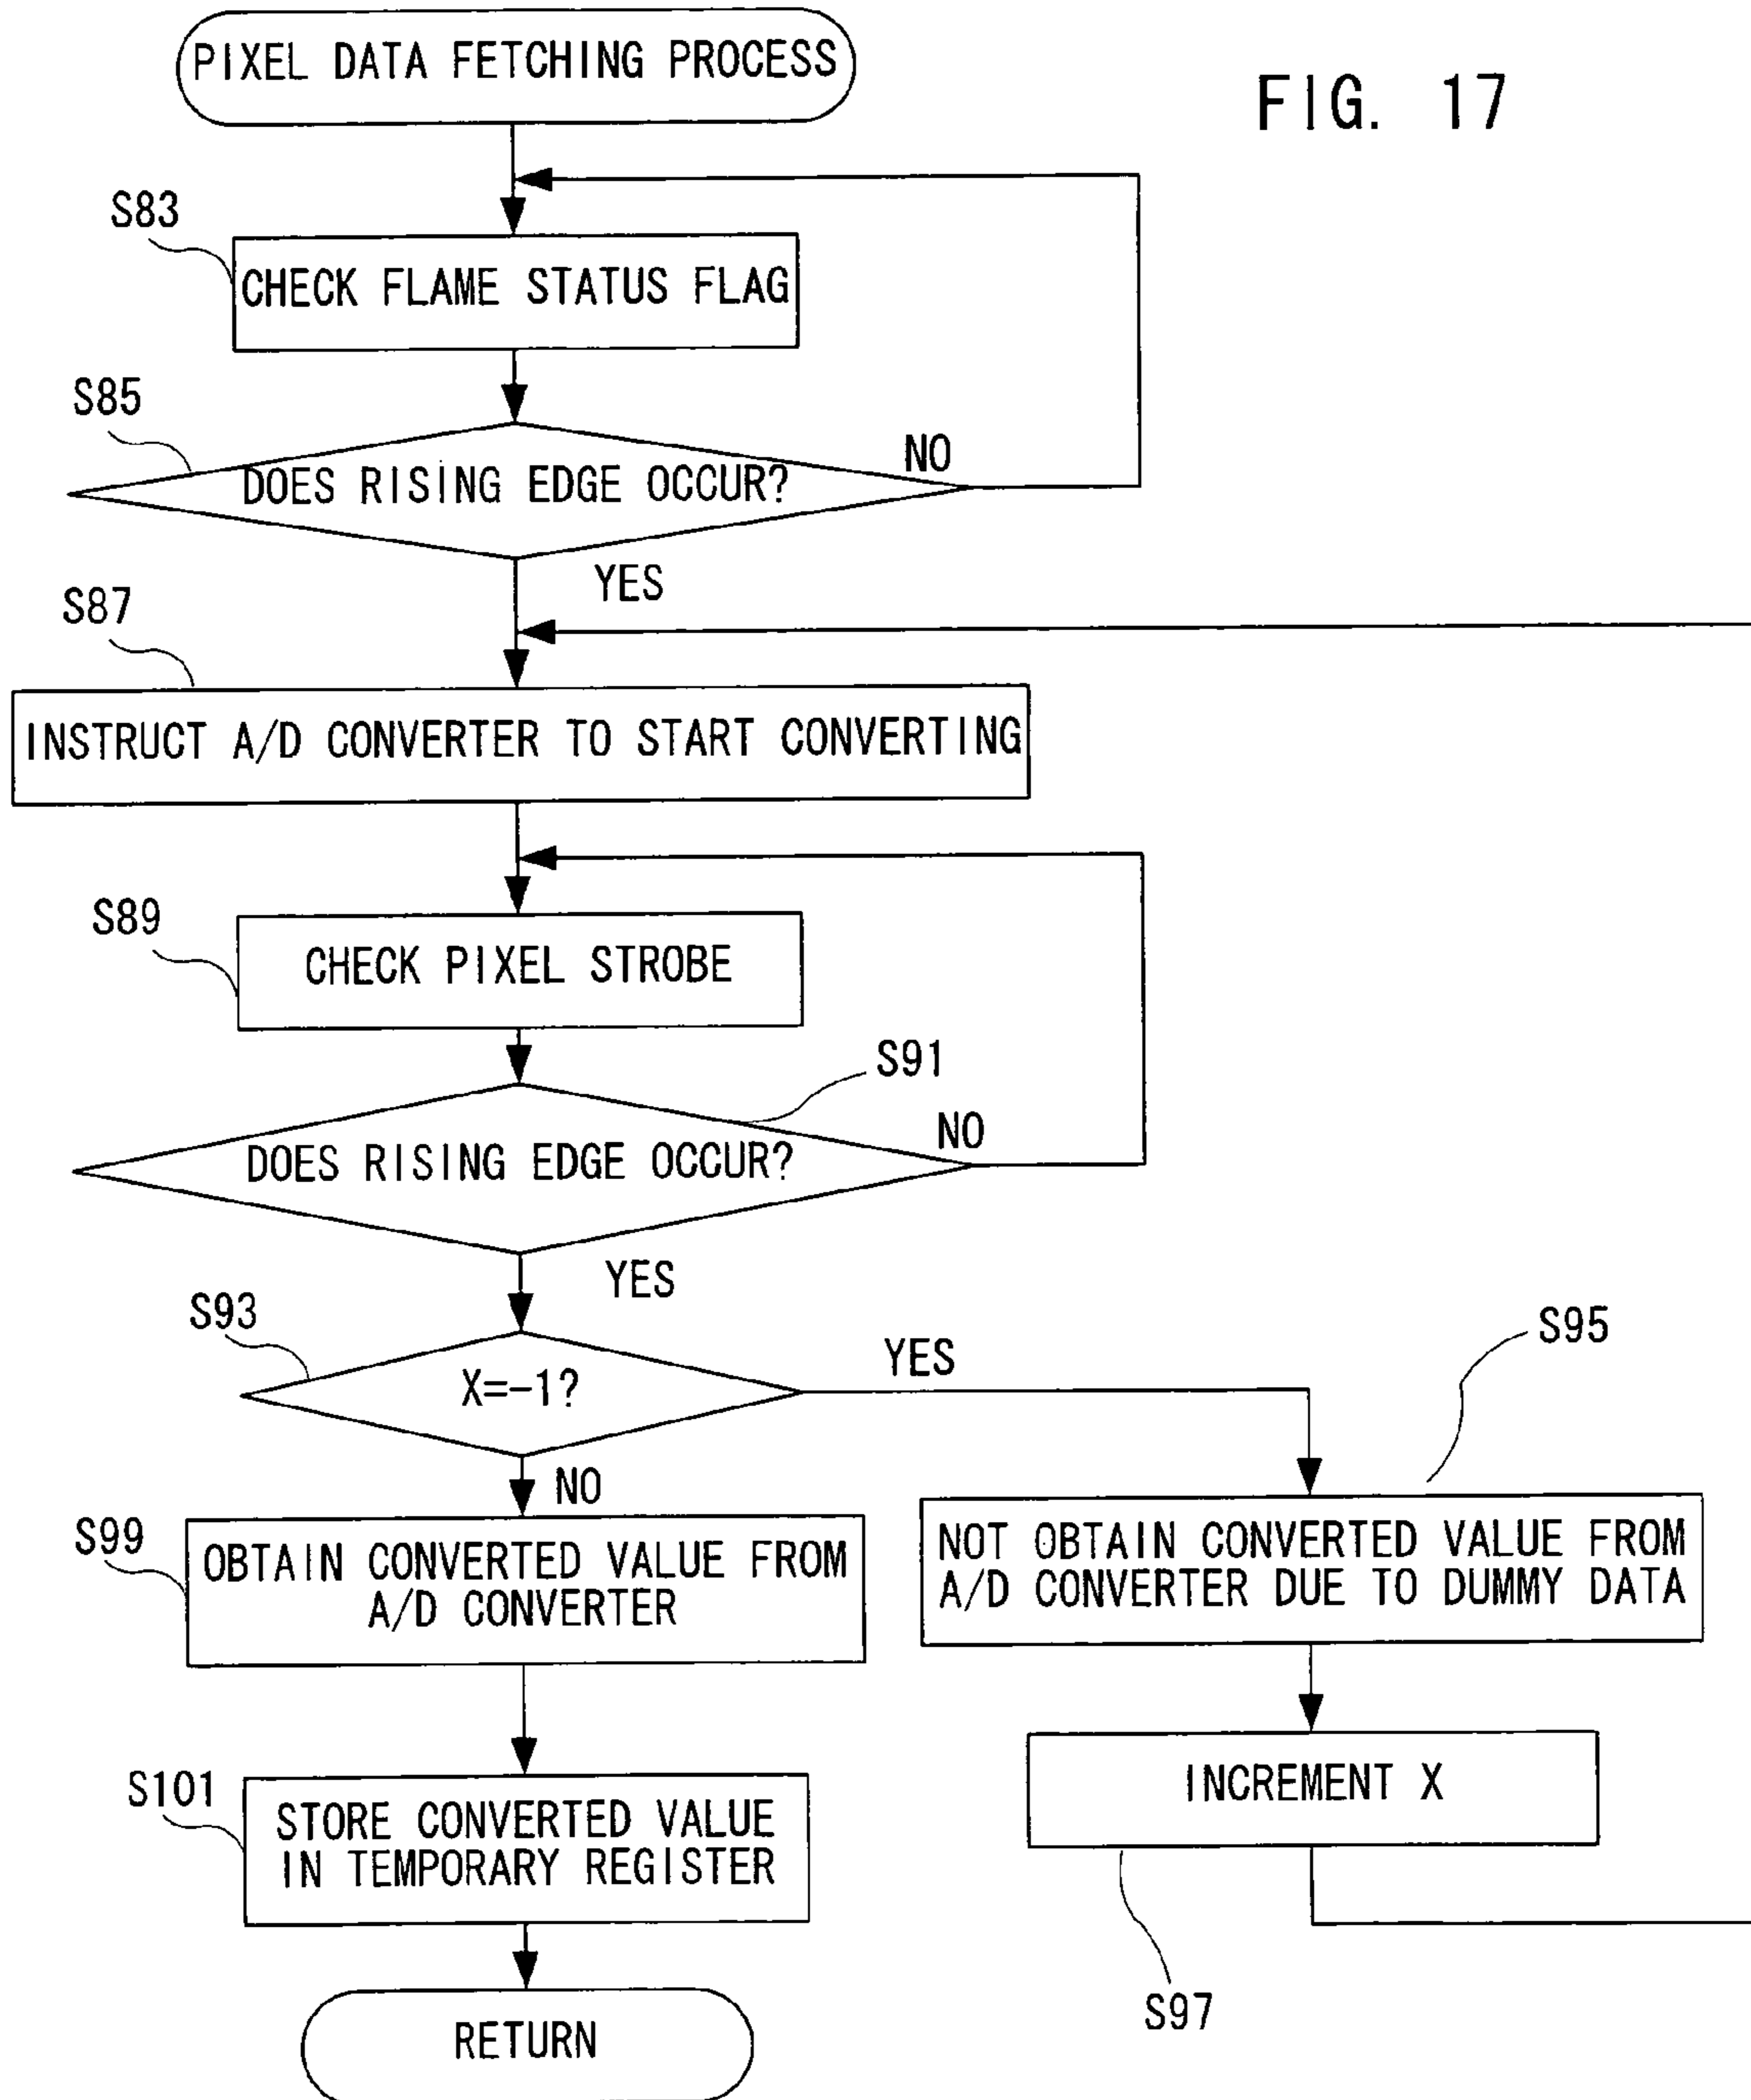 PIXEL DATA FETCHING PROCESS
FIG. 17
S83
CHECK FLAME STATUS FLAG
S85
DOES RISING EDGE OCCUR?
NO
YES
S87
INSTRUCT A/D CONVERTER TO START CONVERTING
S89
CHECK PIXEL STROBE
S91
DOES RISING EDGE OCCUR?
NO
YES
S93
X=-1?
YES
S95
NO
S99
OBTAIN CONVERTED VALUE FROM
A/D CONVERTER
NOT OBTAIN CONVERTED VALUE FROM
A/D CONVERTER DUE TO DUMMY DATA
INCREMENT X
S97
S101
STORE CONVERTED VALUE
IN TEMPORARY REGISTER
RETURN